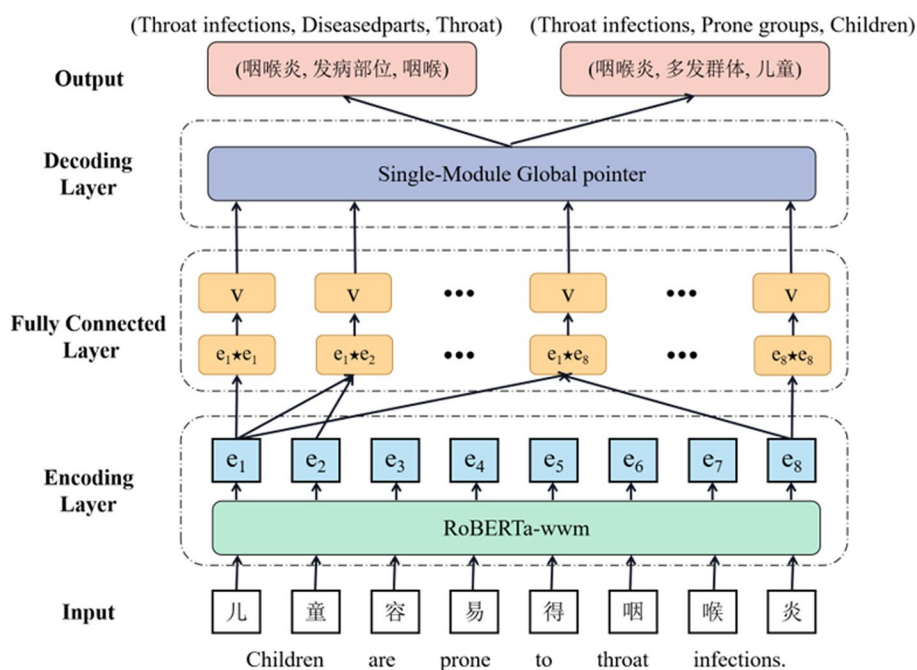 (Throat infections, Diseasedparts, Throat) (Throat infections, Prone groups, Children)
Output (咽喉炎, 发病部位, 咽喉) (咽喉炎, 多发群体, 儿童)
Decoding Layer Single-Module Global pointer
v v ••• v ••• v
Fully Connected Layer
e₁★e₁ e₁★e₂ ••• e₁★e₈ ••• e₈★e₈
Encoding Layer
e₁ e₂ e₃ e₄ e₅ e₆ e₇ e₈
RoBERTa-wwm
Input 儿 童 容 易 得 咽 喉 炎
Children are prone to throat infections.